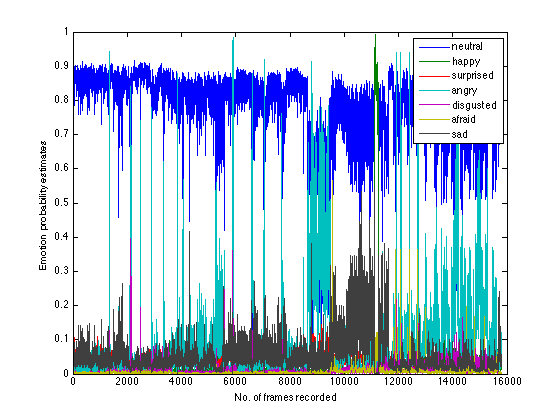 1
0.9
0.8
0.7
0.6
0.5
0.4
0.3
0.2
0.1
0
Emotion probability estimates
neutral
happy
surprised
angry
disgusted
afraid
sad
0 2000 4000 6000 8000 10000 12000 14000 16000
No. of frames recorded